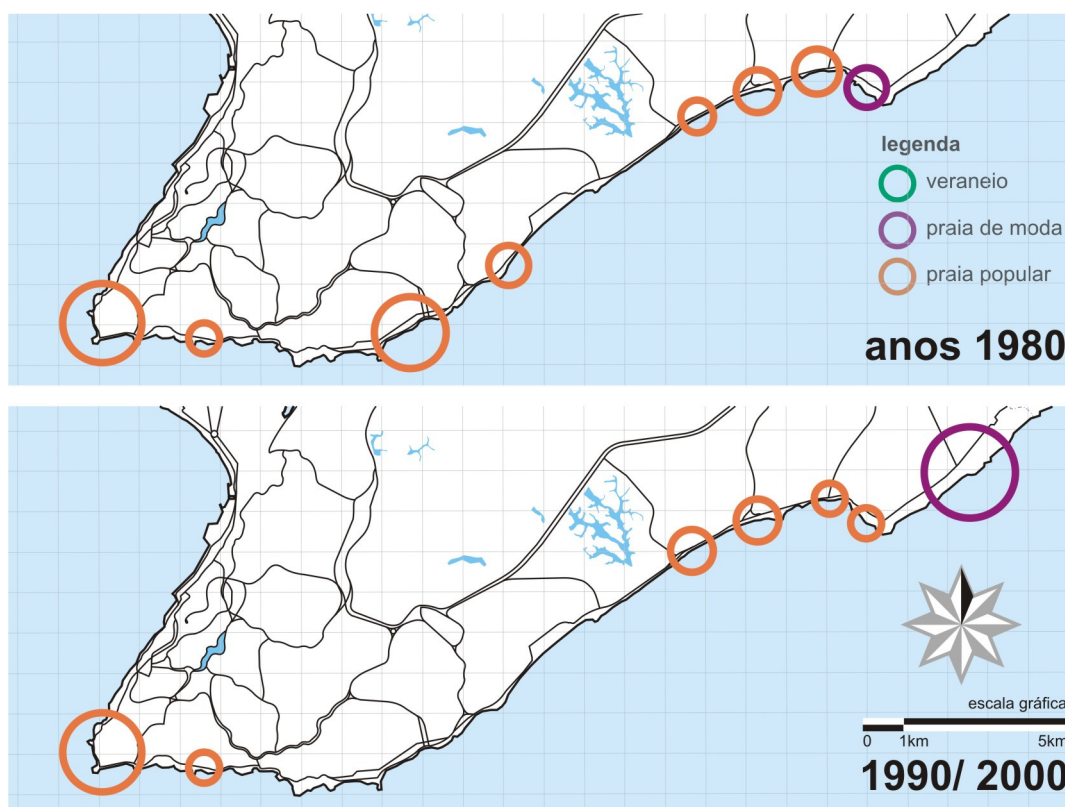 legenda
veraneio
praia de moda
praia popular
anos 1980
escala gráfica
0 1km 5km
1990/ 2000